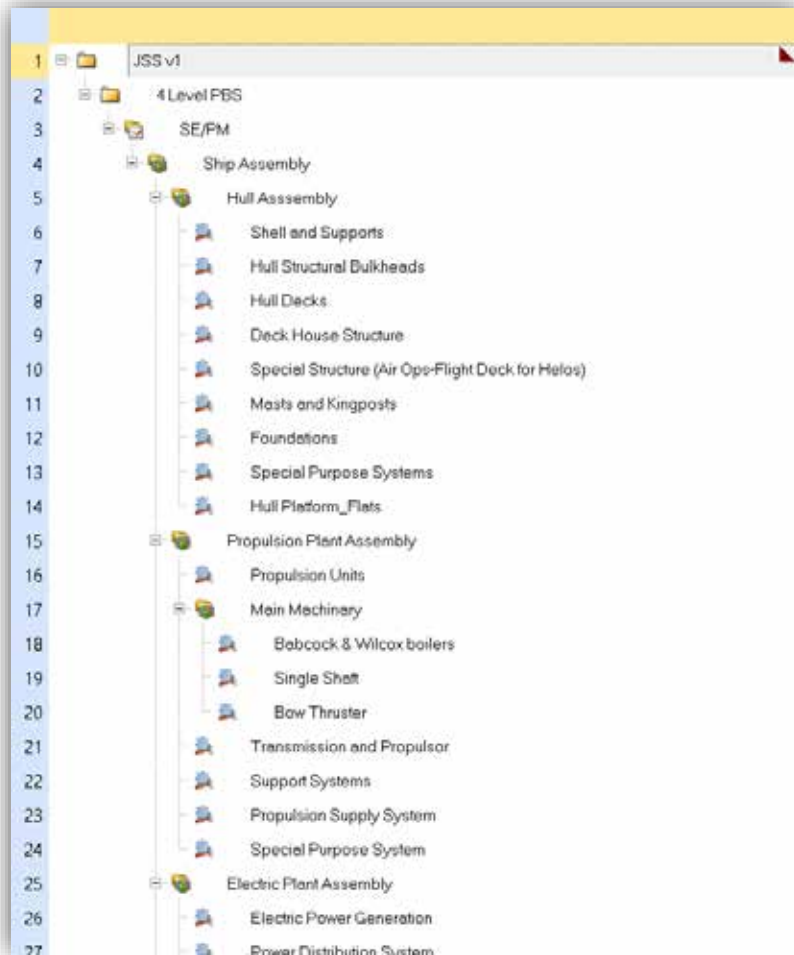 1 JSS v1
2 4 Level PBS
3 SE/PM
4 Ship Assembly
5 Hull Asssembly
6 Shell and Supports
7 Hull Structural Bulkheads
8 Hull Decks
9 Deck House Structure
10 Special Structure (Air Ops-Flight Deck for Helos)
11 Masts and Kingposts
12 Foundations
13 Special Purpose Systems
14 Hull Platform_Flats
15 Propulsion Plant Assembly
16 Propulsion Units
17 Main Machinery
18 Babcock & Wilcox boilers
19 Single Shaft
20 Bow Thruster
21 Transmission and Propulsor
22 Support Systems
23 Propulsion Supply System
24 Special Purpose System
25 Electric Plant Assembly
26 Electric Power Generation
27 Power Distribution System